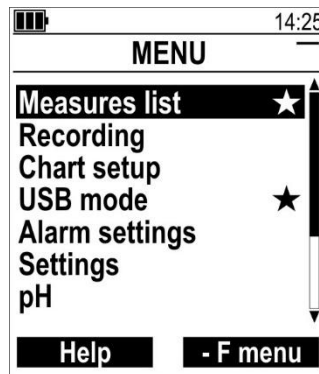 14:25
MENU
Measures list
Recording
Chart setup
USB mode
Alarm settings
Settings
pH
Help - F menu